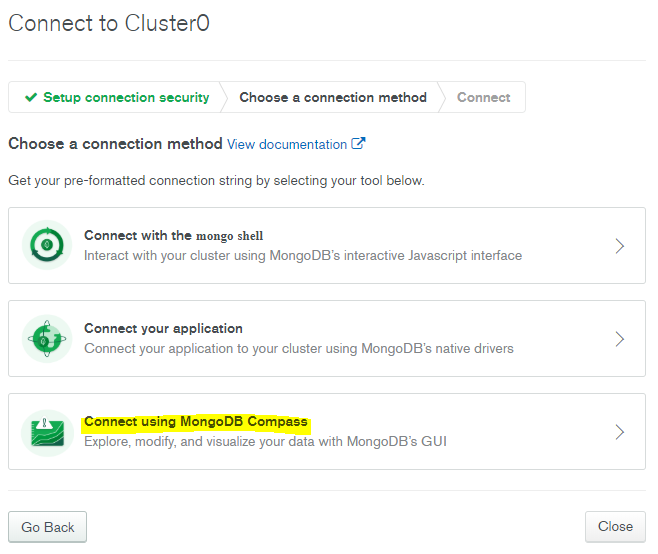 Connect to Cluster0
Setup connection security Choose a connection method Connect
Choose a connection method View documentation
Get your pre-formatted connection string by selecting your tool below.
Connect with the mongo shell
Interact with your cluster using MongoDB's interactive Javascript interface
Connect your application
Connect your application to your cluster using MongoDB's native drivers
Connect using MongoDB Compass
Explore, modify, and visualize your data with MongoDB's GUI
Go Back Close